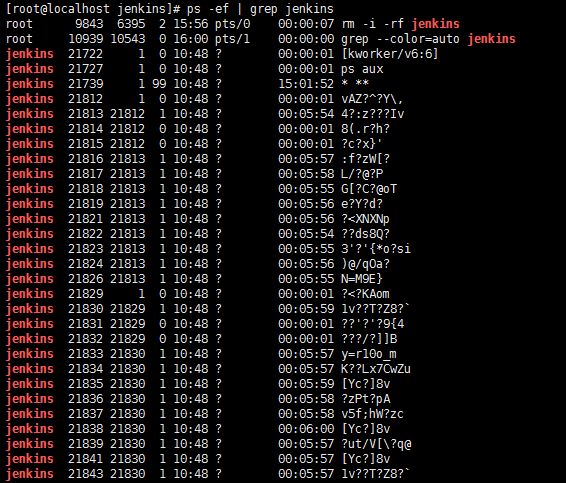 [root@localhost jenkins]# ps -ef | grep jenkins
root 9843 6395 2 15:56 pts/0 00:00:07 rm -i -rf jenkins
root 10939 10543 0 16:00 pts/1 00:00:00 grep --color=auto jenkins
jenkins 21722 1 0 10:48 ? 00:00:01 [kworker/v6:6]
jenkins 21727 1 0 10:48 ? 00:00:01 ps aux
jenkins 21739 1 99 10:48 ? 15:01:52 * **
jenkins 21812 1 0 10:48 ? 00:00:01 vAZ?^?Y\,
jenkins 21813 21812 1 10:48 ? 00:05:54 4?:z???Iv
jenkins 21814 21812 0 10:48 ? 00:00:01 8(.r?h?
jenkins 21815 21812 0 10:48 ? 00:00:01 ?c?x}'
jenkins 21816 21813 1 10:48 ? 00:05:57 :f?zW[?
jenkins 21817 21813 1 10:48 ? 00:05:58 L/?@?P
jenkins 21818 21813 1 10:48 ? 00:05:55 G[?C?@oT
jenkins 21819 21813 1 10:48 ? 00:05:56 e?Y?d?
jenkins 21821 21813 1 10:48 ? 00:05:56 ?<XNXNp
jenkins 21822 21813 1 10:48 ? 00:05:54 ??ds8Q?
jenkins 21823 21813 1 10:48 ? 00:05:55 3'?'{*o?si
jenkins 21824 21813 1 10:48 ? 00:05:56 )@/qOa?
jenkins 21826 21813 1 10:48 ? 00:05:55 N=M9E}
jenkins 21829 1 0 10:48 ? 00:00:01 ?<?KAom
jenkins 21830 21829 1 10:48 ? 00:05:59 1v??T?Z8?`
jenkins 21831 21829 0 10:48 ? 00:00:01 ??'?'?9{4
jenkins 21832 21829 0 10:48 ? 00:00:01 ???/?]]B
jenkins 21833 21830 1 10:48 ? 00:05:57 y=r10o_m
jenkins 21834 21830 1 10:48 ? 00:05:57 K??Lx7CwZu
jenkins 21835 21830 1 10:48 ? 00:05:59 [Yc?]8v
jenkins 21836 21830 1 10:48 ? 00:05:58 ?zPt?pA
jenkins 21837 21830 1 10:48 ? 00:05:58 v5f;hW?zc
jenkins 21838 21830 1 10:48 ? 00:06:00 [Yc?]8v
jenkins 21839 21830 1 10:48 ? 00:05:57 ?ut/V[\?q@
jenkins 21841 21830 1 10:48 ? 00:05:57 [Yc?]8v
jenkins 21843 21830 1 10:48 ? 00:05:57 1v??T?Z8?`